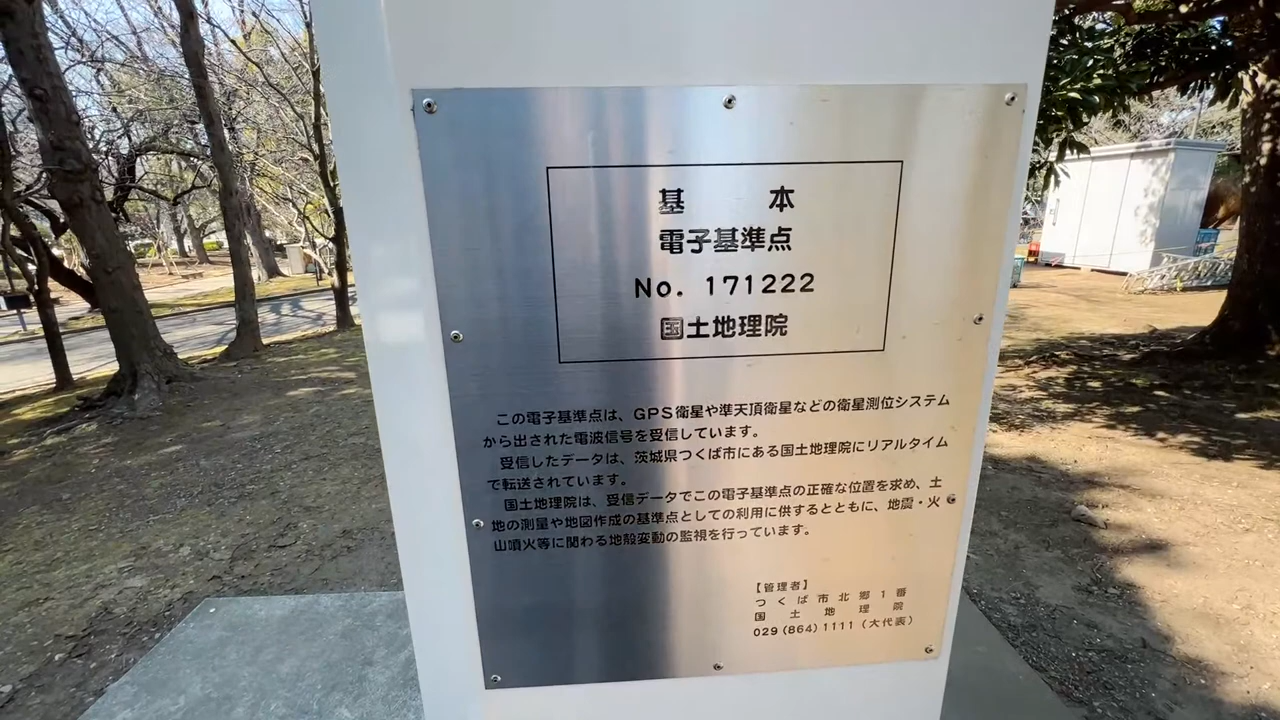 基本
電子基準点
No. 171222
国土地理院
この電子基準点は、GPS衛星や準天頂衛星などの衛星測位システム
から出された電波信号を受信しています。
受信したデータは、茨城県つくば市にある国土地理院にリアルタイム
で転送されています。
国土地理院は、受信データでこの電子基準点の正確な位置を求め、土
地の測量や地図作成の基準点としての利用に供するとともに、地震・火
山噴火等に関わる地殻変動の監視を行っています。
【管理者】
つくば市北郷1番
国土地理院
029(864)1111(大代表)